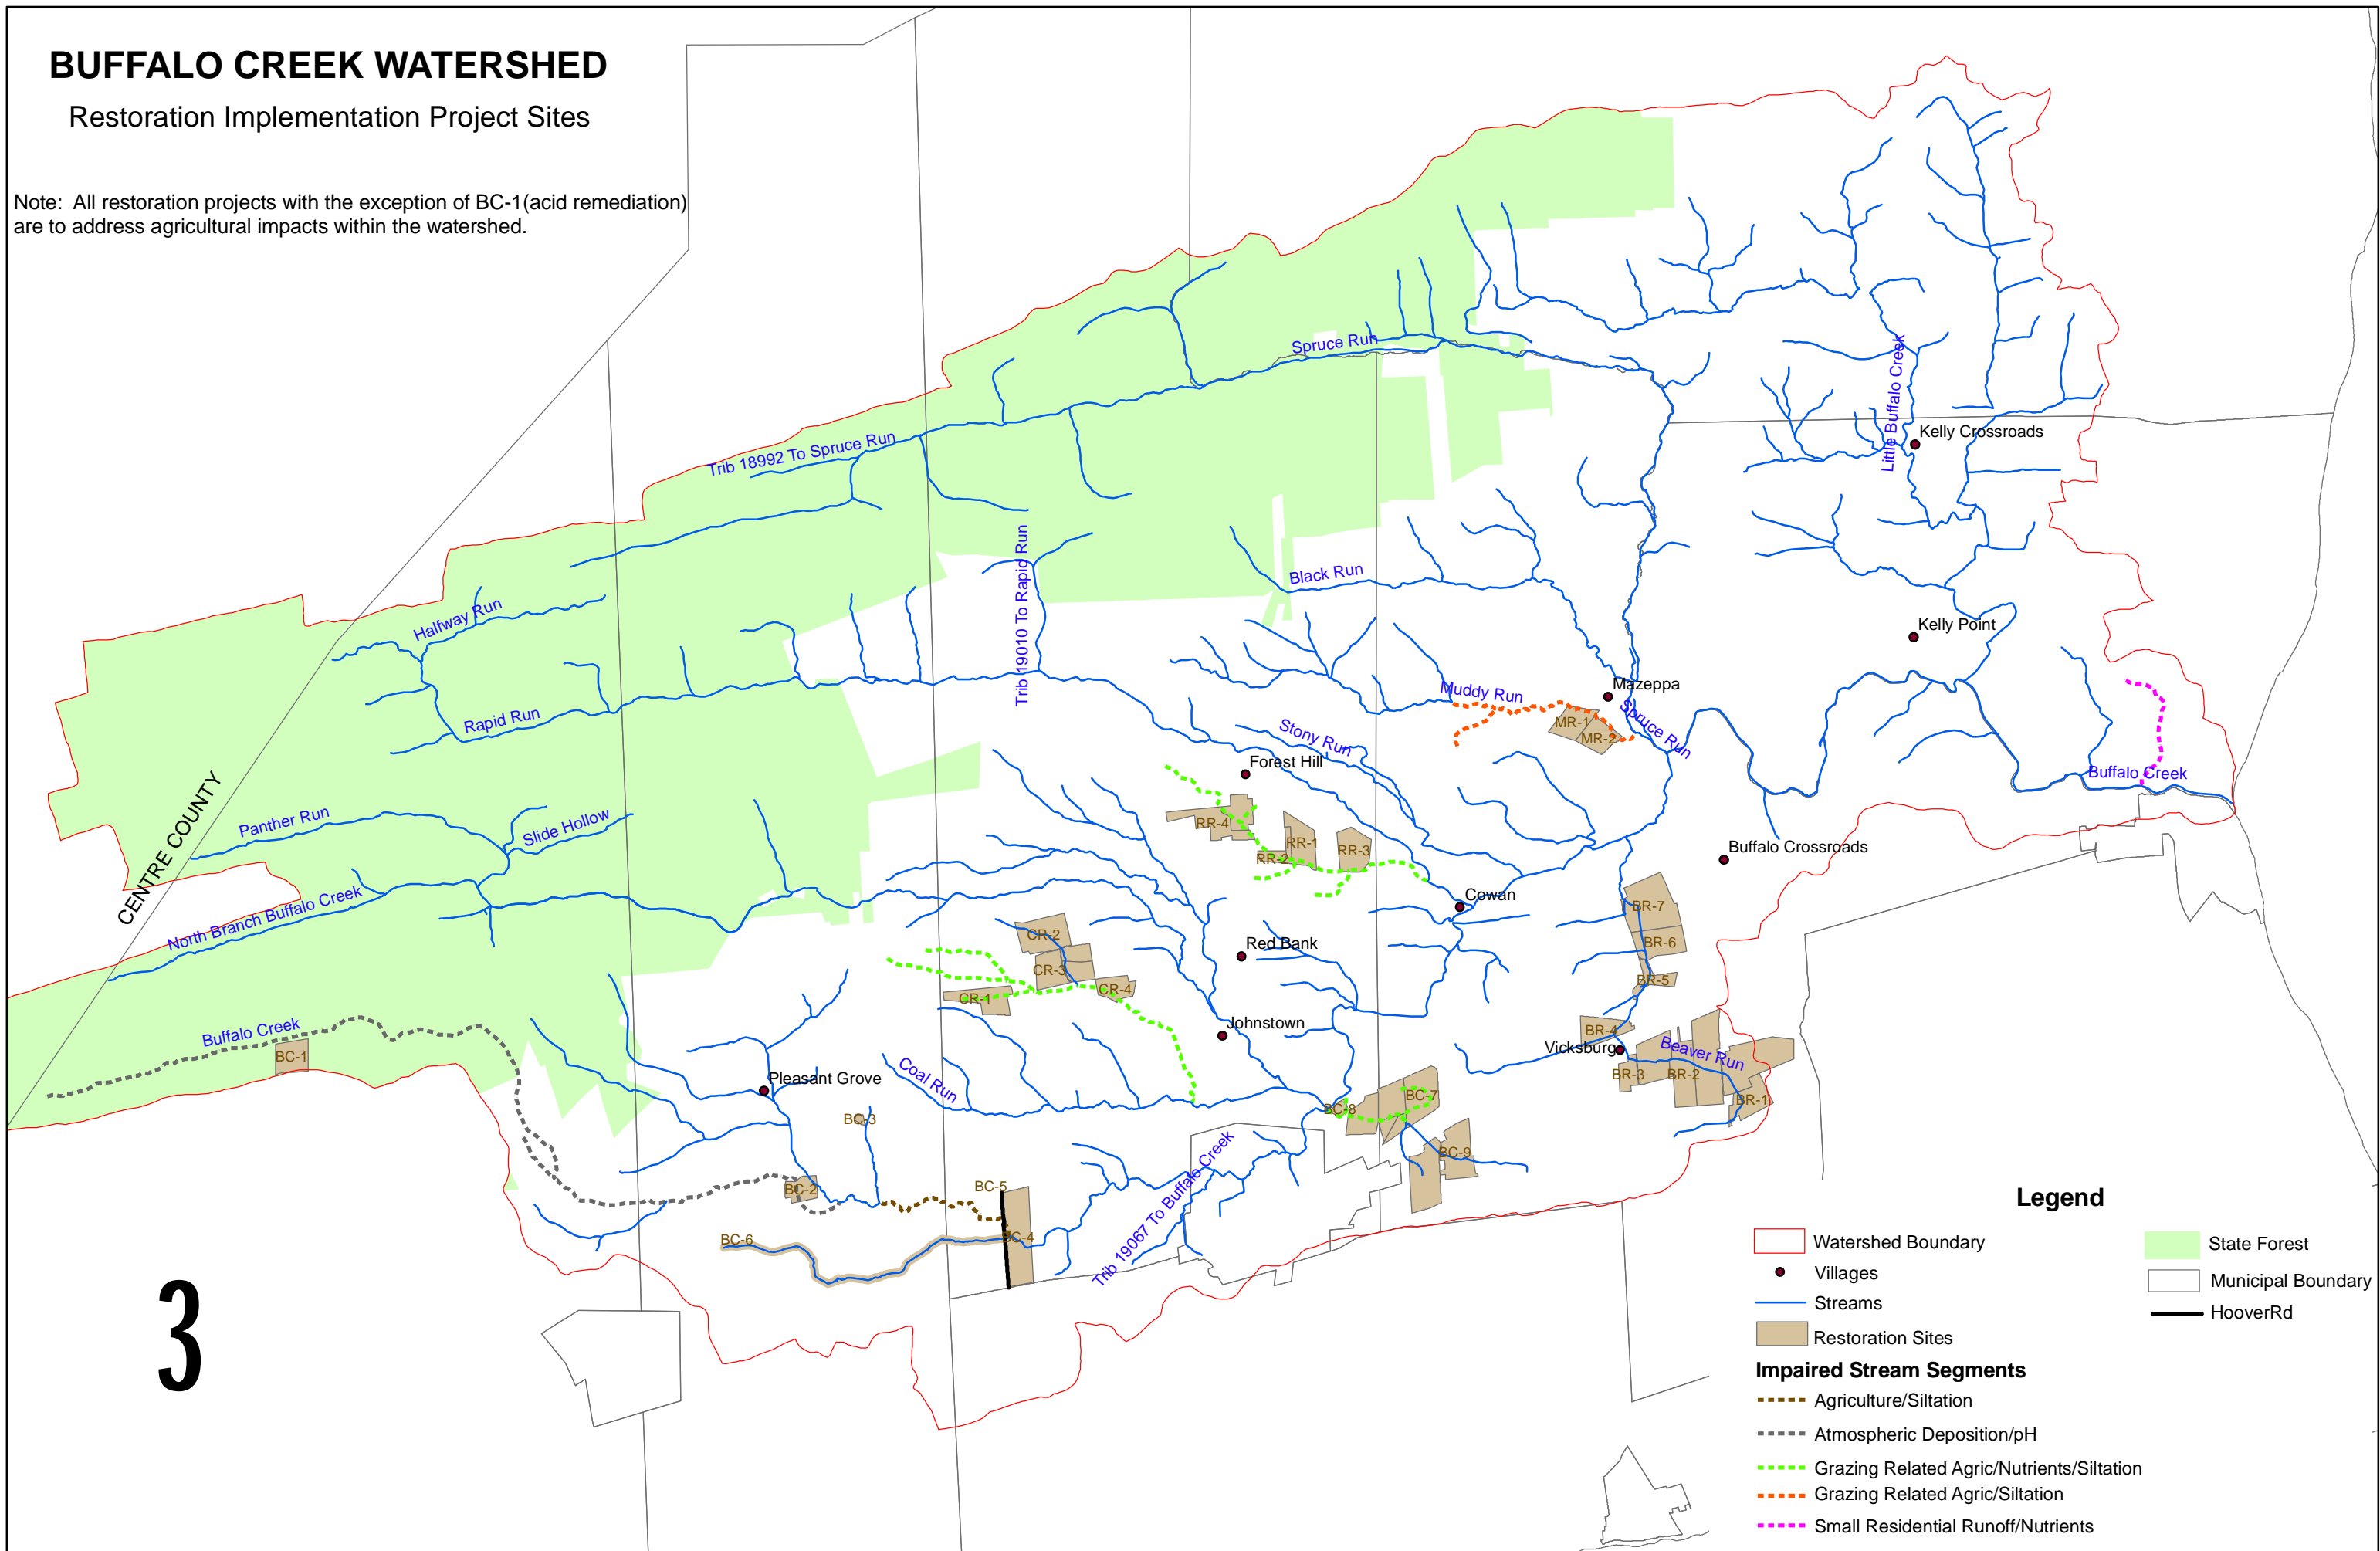 BUFFALO CREEK WATERSHED
Restoration Implementation Project Sites
Note: All restoration projects with the exception of BC-1(acid remediation)
are to address agricultural impacts within the watershed.
Spruce Run
Little Buffalo Creek
Kelly Crossroads
Trib 18992 To Spruce Run
Trib 19010 To Rapid Run
Black Run
Halfway Run
Kelly Point
Rapid Run
Muddy Run
Mazeppa
MR-1
MR-2
Spruce Run
Stony Run
Forest Hill
Buffalo Creek
CENTRE COUNTY
Panther Run
Slide Hollow
RR-4
RR-1
RR-2
RR-3
Buffalo Crossroads
North Branch Buffalo Creek
Cowan
BR-7
CR-2
Red Bank
BR-6
CR-3
BR-5
CR-1
CR-4
Buffalo Creek
BC-1
Johnstown
BR-4
Vicksburg
Beaver Run
Pleasant Grove
Coal Run
BR-3
BR-2
BR-1
BC-3
BC-8
BC-7
BC-9
BC-2
BC-5
Trib 19067 To Buffalo Creek
BC-6
BC-4
3
Legend
Watershed Boundary
Villages
Streams
Restoration Sites
State Forest
Municipal Boundary
HooverRd
Impaired Stream Segments
Agriculture/Siltation
Atmospheric Deposition/pH
Grazing Related Agric/Nutrients/Siltation
Grazing Related Agric/Siltation
Small Residential Runoff/Nutrients